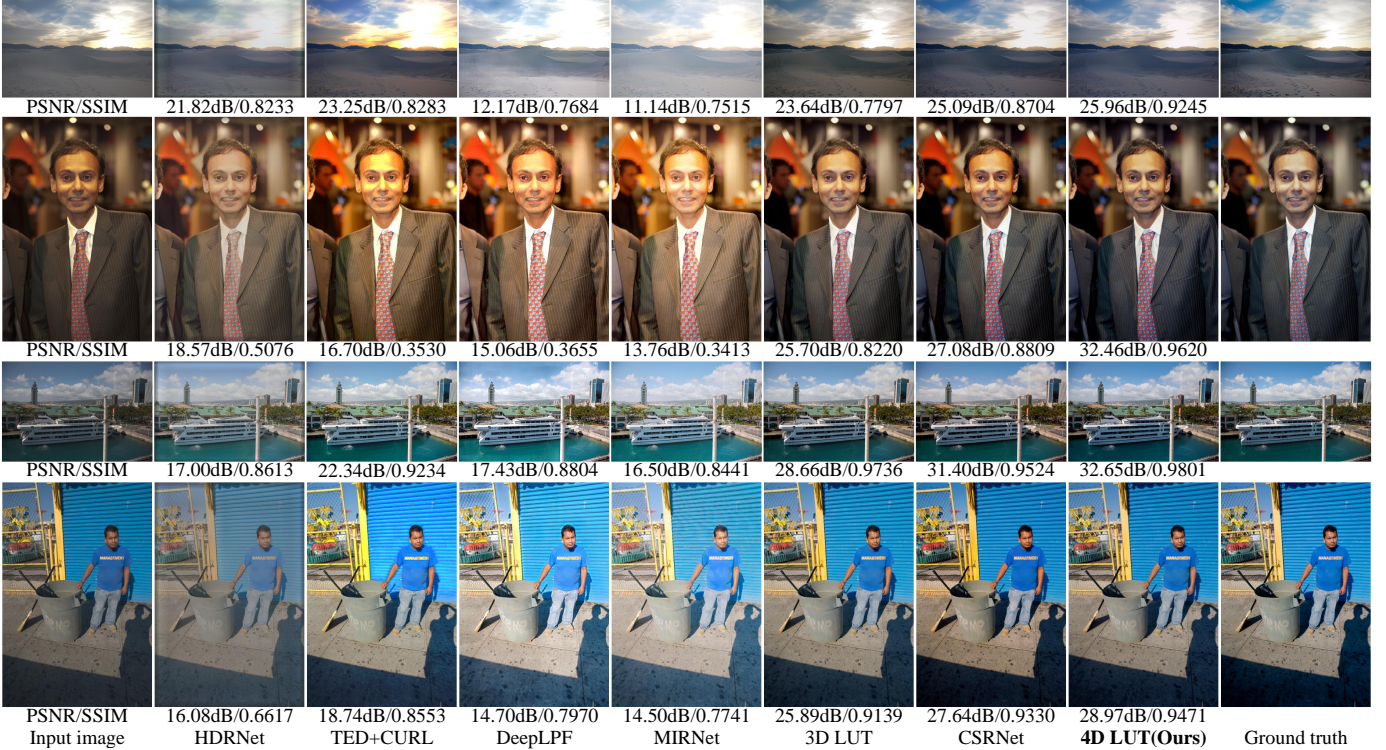 PSNR/SSIM 21.82dB/0.8233 23.25dB/0.8283 12.17dB/0.7684 11.14dB/0.7515 23.64dB/0.7797 25.09dB/0.8704 25.96dB/0.9245
PSNR/SSIM 18.57dB/0.5076 16.70dB/0.3530 15.06dB/0.3655 13.76dB/0.3413 25.70dB/0.8220 27.08dB/0.8809 32.46dB/0.9620
PSNR/SSIM 17.00dB/0.8613 22.34dB/0.9234 17.43dB/0.8804 16.50dB/0.8441 28.66dB/0.9736 31.40dB/0.9524 32.65dB/0.9801
PSNR/SSIM 16.08dB/0.6617 18.74dB/0.8553 14.70dB/0.7970 14.50dB/0.7741 25.89dB/0.9139 27.64dB/0.9330 28.97dB/0.9471
Input image HDRNet TED+CURL DeepLPF MIRNet 3D LUT CSRNet 4D LUT(Ours) Ground truth